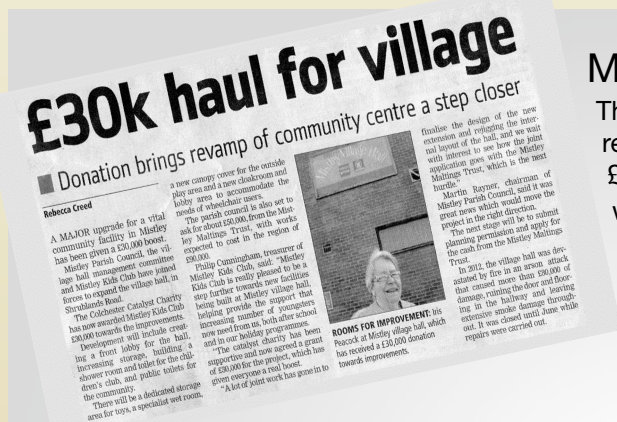 £30k haul for village
Donation brings revamp of community centre a step closer
Rebecca Creed
A MAJOR upgrade for a vital
community facility in Mistley
has been given a £30,000 boost.
Mistley Parish Council, the vil-
lage hall management committee
and Mistley Kids Club have joined
forces to expand the village hall, in
Shrublands Road.
The Colchester Catalyst Charity
has now awarded Mistley Kids Club
£30,000 towards the improvements.
Development will include creat-
ing a front lobby for the hall,
increasing storage, building a
shower room and toilet for the chil-
dren's club, and public toilets for
the community.
There will be a dedicated storage
area for toys, a specialist wet room,
a new canopy cover for the outside
play area and a new cloakroom and
lobby area to accommodate the
needs of wheelchair users.
The parish council is also set to
ask for about £50,000, from the Mist-
ley Maltings Trust, with works
expected to cost in the region of
£90,000.
Philip Cunningham, treasurer of
Mistley Kids Club, said: "Mistley
Kids Club is really pleased to be a
step further towards new facilities
being built at Mistley village hall,
helping provide the support that
increasing number of youngsters
now need from us, both after school
and in our holiday programmes.
"The catalyst charity has been
supportive and now agreed a grant
of £30,000 for the project, which has
given everyone a real boost.
"A lot of joint work has gone in to
Mistley Village Hall
ROOMS FOR IMPROVEMENT: Iris
Peacock at Mistley village hall, which
has received a £30,000 donation
towards improvements.
finalise the design of the new
extension and rejigging the inter-
nal layout of the hall, and we wait
with interest to see how the joint
application goes with the Mistley
Maltings Trust, which is the next
hurdle."
Martin Rayner, chairman of
Mistley Parish Council, said it was
great news which would move the
project in the right direction.
The next stage will be to submit
planning permission and apply for
the cash from the Mistley Maltings
Trust.
In 2012, the village hall was dev-
astated by fire in an arson attack
that caused more than £80,000 of
damage, ruining the door and floor-
ing in the hallway and leaving
extensive smoke damage through-
out. It was closed until June while
repairs were carried out.
M
Th
re
£